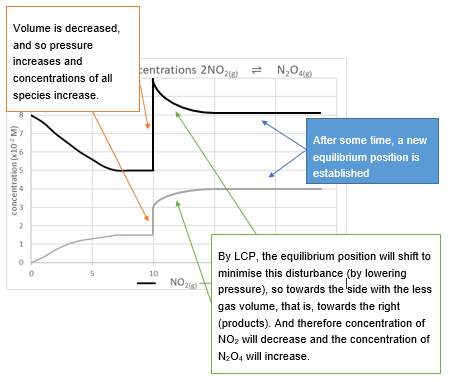 Volume is decreased,
and so pressure
increases and
concentrations of all
species increase.
centrations 2NO₂(g) ⇌ N₂O₄(g)
After some time, a new
equilibrium position is
established
concentration (x10⁻² M)
8
7
6
5
4
3
2
1
0
0 5 10
NO₂(g)
By LCP, the equilibrium position will shift to
minimise this disturbance (by lowering
pressure), so towards the side with the less
gas volume, that is, towards the right
(products). And therefore concentration of
NO₂ will decrease and the concentration of
N₂O₄ will increase.